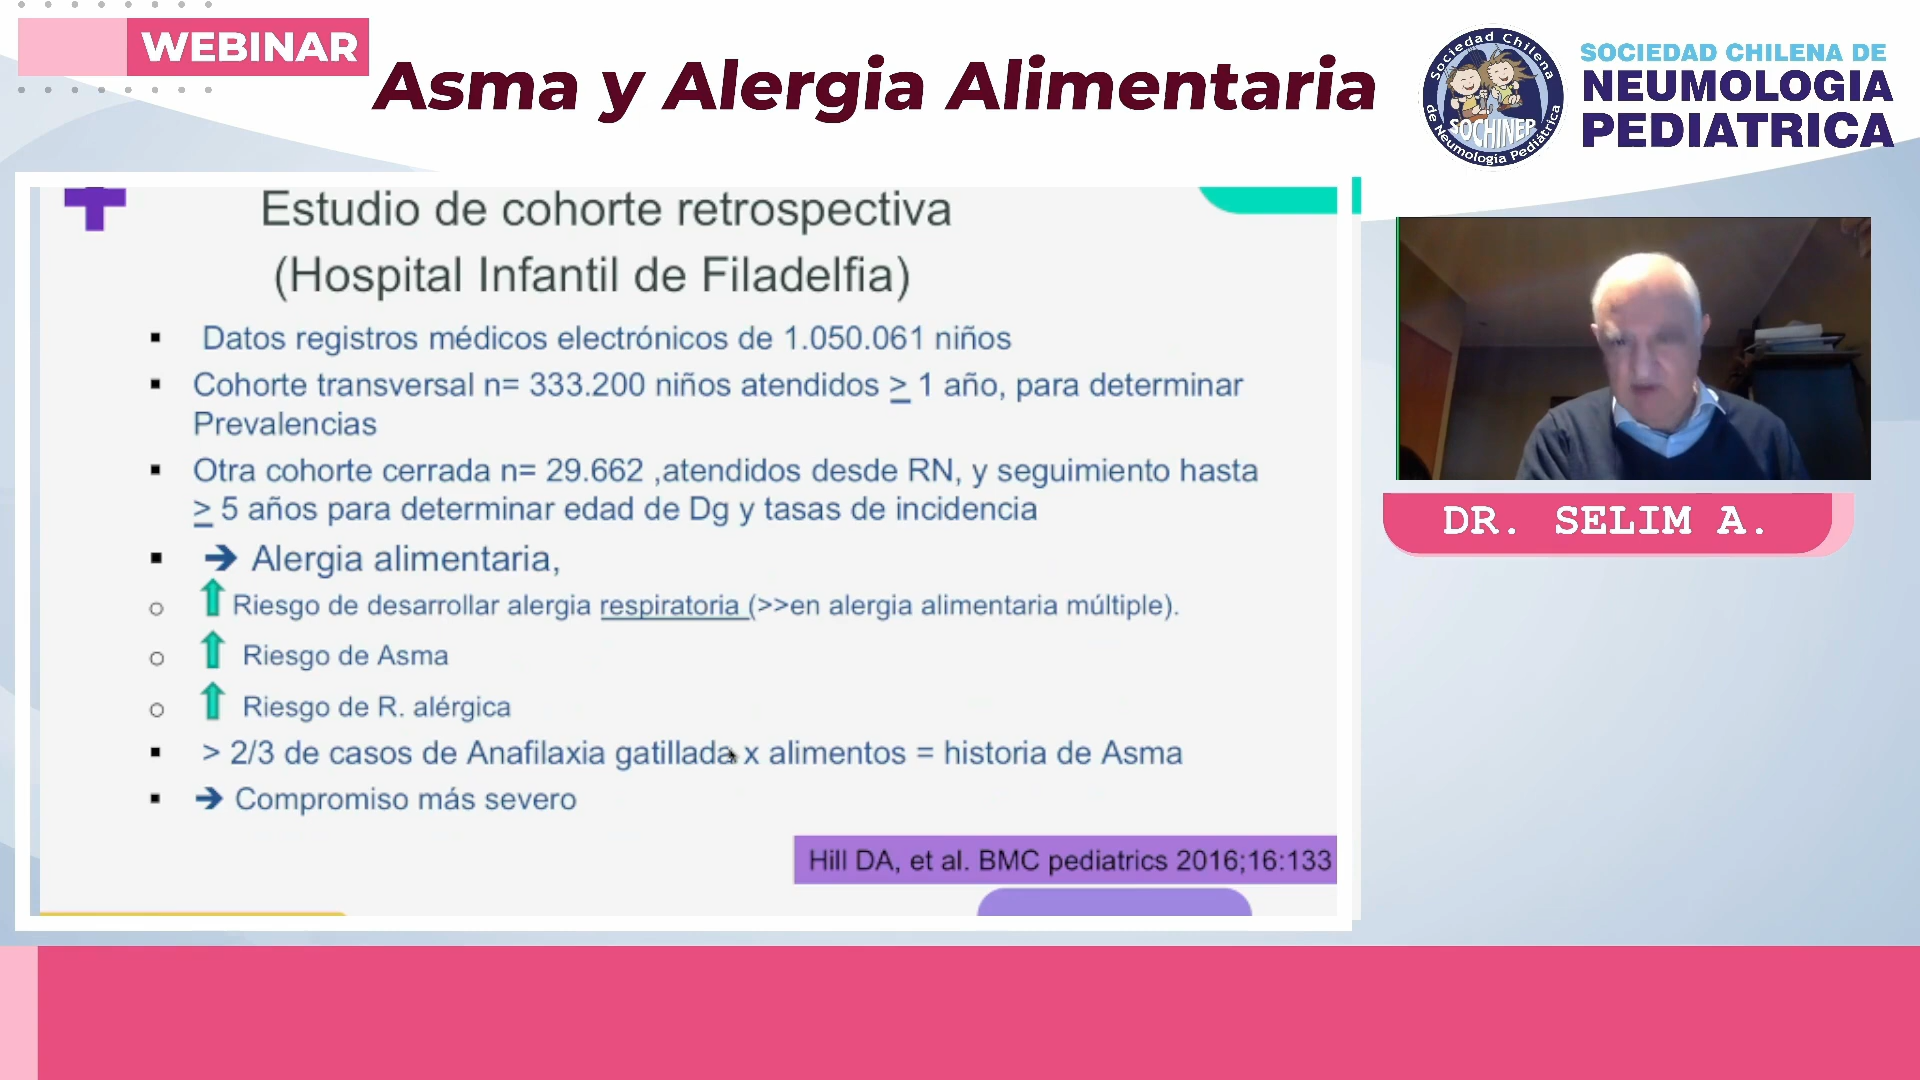 WEBINAR
Asma y Alergia Alimentaria
Sociedad Chilena
de Neumología Pediátrica
SOCHINEP
SOCIEDAD CHILENA DE
NEUMOLOGIA
PEDIATRICA
Estudio de cohorte retrospectiva
(Hospital Infantil de Filadelfia)
▪ Datos registros médicos electrónicos de 1.050.061 niños
▪ Cohorte transversal n= 333.200 niños atendidos ≥ 1 año, para determinar
Prevalencias
▪ Otra cohorte cerrada n= 29.662 ,atendidos desde RN, y seguimiento hasta
≥ 5 años para determinar edad de Dg y tasas de incidencia
▪ → Alergia alimentaria,
○ ↑ Riesgo de desarrollar alergia respiratoria (>>en alergia alimentaria múltiple).
○ ↑ Riesgo de Asma
○ ↑ Riesgo de R. alérgica
▪ > 2/3 de casos de Anafilaxia gatillada x alimentos = historia de Asma
▪ → Compromiso más severo
Hill DA, et al. BMC pediatrics 2016;16:133
DR. SELIM A.